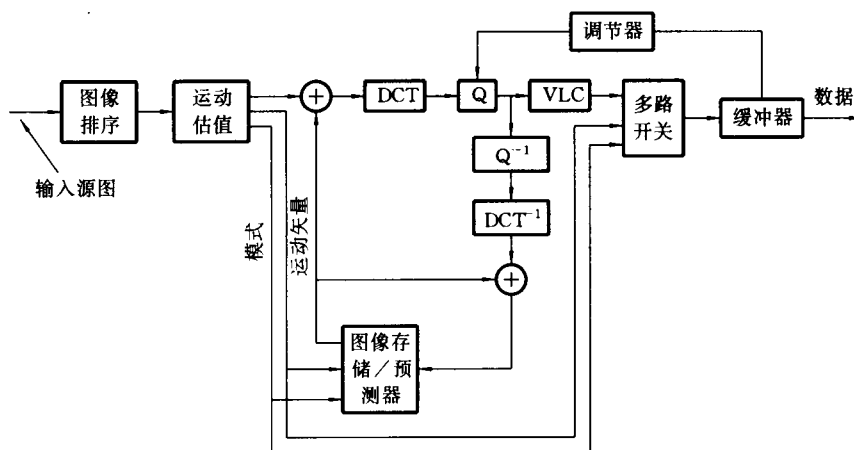 调节器
图像
排序
运动
估值
DCT
Q
VLC
多路
开关
缓冲器
数据
输入源图
Q⁻¹
DCT⁻¹
模式
运动矢量
图像存
储／预
测器